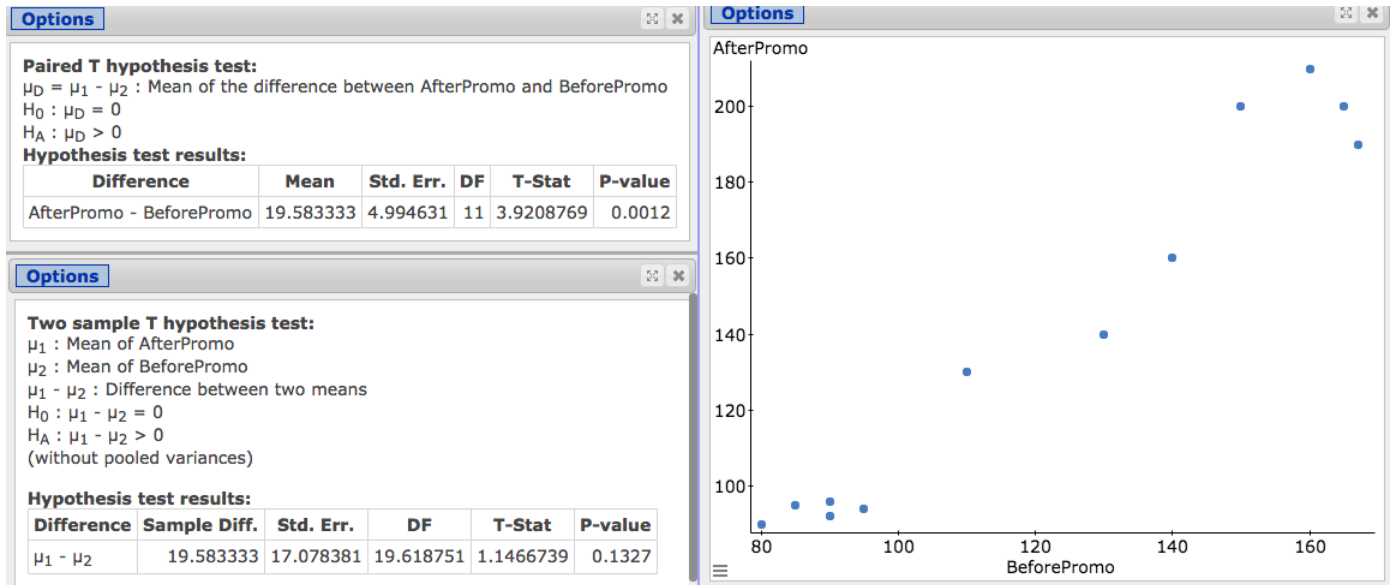 Options
Paired T hypothesis test:
μD = μ1 - μ2 : Mean of the difference between AfterPromo and BeforePromo
H0 : μD = 0
HA : μD > 0
Hypothesis test results:
Difference Mean Std. Err. DF T-Stat P-value
AfterPromo - BeforePromo 19.583333 4.994631 11 3.9208769 0.0012
Options
Two sample T hypothesis test:
μ1 : Mean of AfterPromo
μ2 : Mean of BeforePromo
μ1 - μ2 : Difference between two means
H0 : μ1 - μ2 = 0
HA : μ1 - μ2 > 0
(without pooled variances)
Hypothesis test results:
Difference Sample Diff. Std. Err. DF T-Stat P-value
μ1 - μ2 19.583333 17.078381 19.618751 1.1466739 0.1327
Options
AfterPromo
200
180
160
140
120
100
80 100 120 140 160
BeforePromo